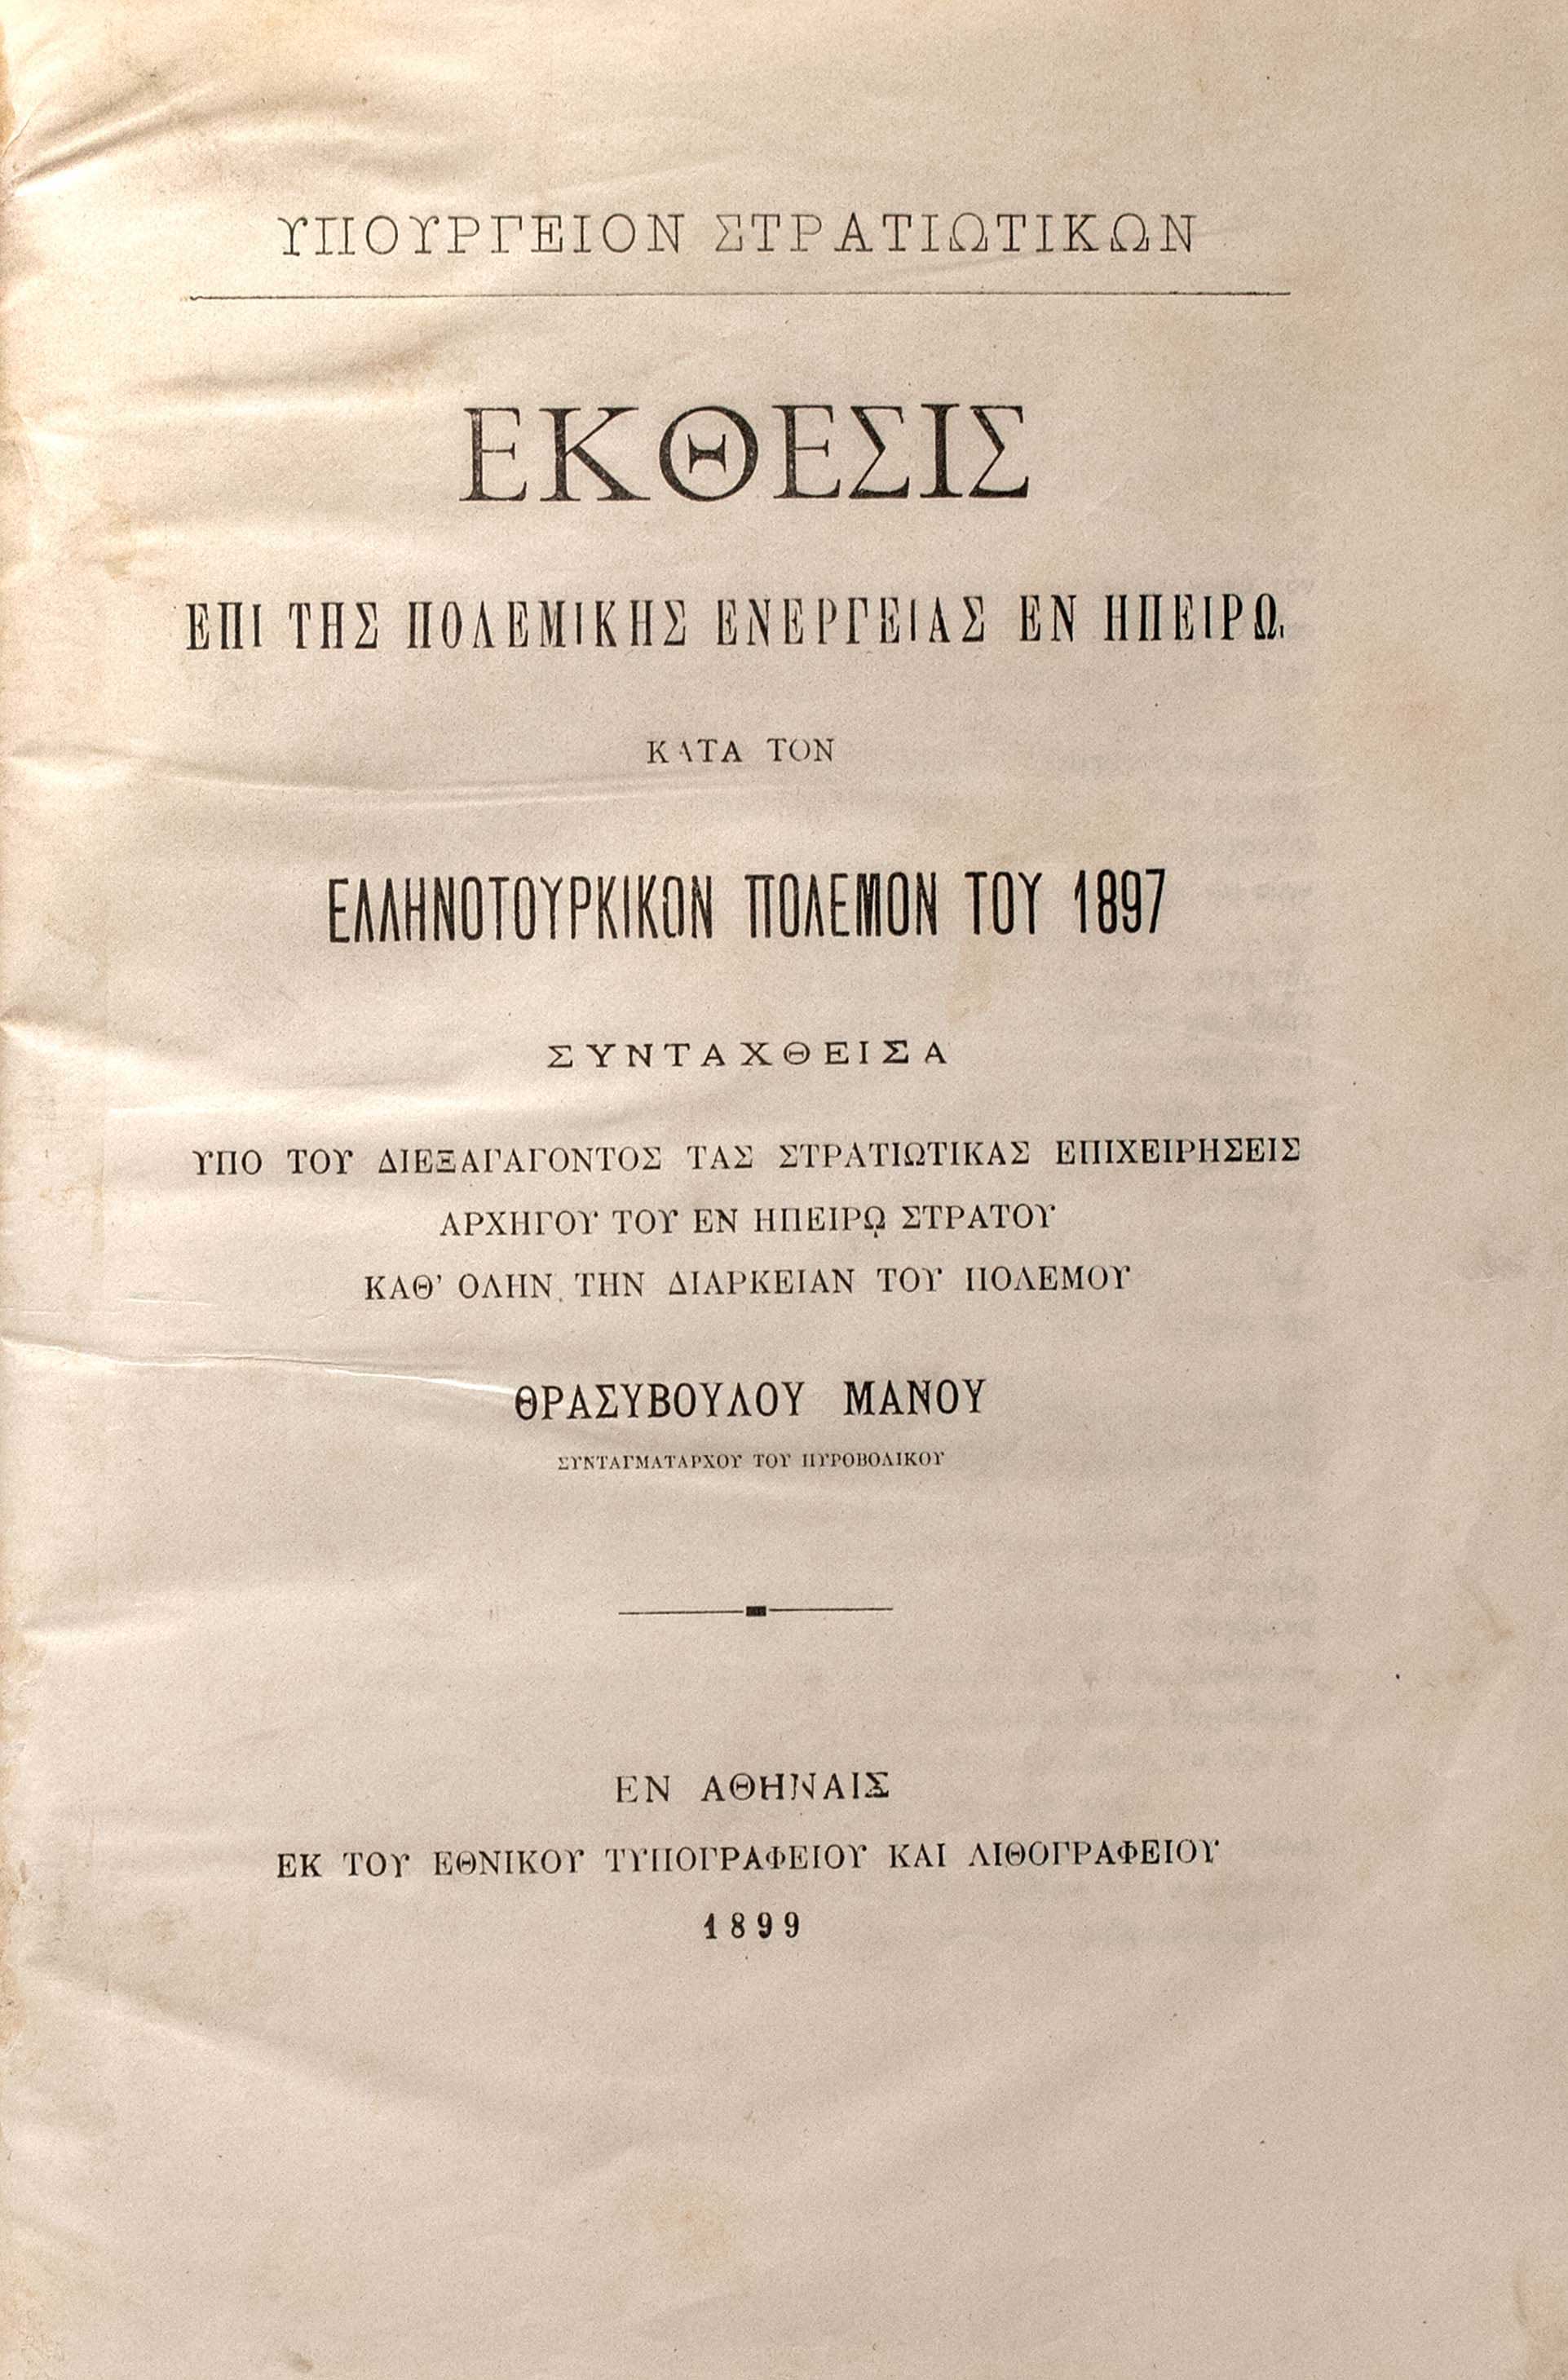 ΥΠΟΥΡΓΕΙΟΝ ΣΤΡΑΤΙΩΤΙΚΩΝ
ΕΚΘΕΣΙΣ
ΕΠΙ ΤΗΣ ΠΟΛΕΜΙΚΗΣ ΕΝΕΡΓΕΙΑΣ ΕΝ ΗΠΕΙΡΩι
ΚΑΤΑ ΤΟΝ
ΕΛΛΗΝΟΤΟΥΡΚΙΚΟΝ ΠΟΛΕΜΟΝ ΤΟΥ 1897
ΣΥΝΤΑΧΘΕΙΣΑ
ΥΠΟ ΤΟΥ ΔΙΕΞΑΓΑΓΟΝΤΟΣ ΤΑΣ ΣΤΡΑΤΙΩΤΙΚΑΣ ΕΠΙΧΕΙΡΗΣΕΙΣ
ΑΡΧΗΓΟΥ ΤΟΥ ΕΝ ΗΠΕΙΡῼ ΣΤΡΑΤΟΥ
ΚΑΘ’ ΟΛΗΝ ΤΗΝ ΔΙΑΡΚΕΙΑΝ ΤΟΥ ΠΟΛΕΜΟΥ
ΘΡΑΣΥΒΟΥΛΟΥ ΜΑΝΟΥ
ΣΥΝΤΑΓΜΑΤΑΡΧΟΥ ΤΟΥ ΠΥΡΟΒΟΛΙΚΟΥ
ΕΝ ΑΘΗΝΑΙΣ
ΕΚ ΤΟΥ ΕΘΝΙΚΟΥ ΤΥΠΟΓΡΑΦΕΙΟΥ ΚΑΙ ΛΙΘΟΓΡΑΦΕΙΟΥ
1899